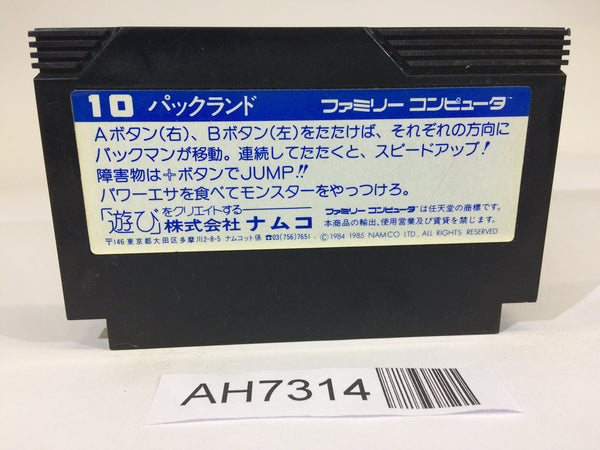 10 パックランド ファミリー コンピュータ™
Aボタン(右)、Bボタン(左)をたたけば、それぞれの方向に
パックマンが移動。連続してたたくと、スピードアップ!
障害物は✚ボタンでJUMP!!
パワーエサを食べてモンスターをやっつけろ。
「遊び」をクリエイトする 株式会社 ナムコ
〒146 東京都大田区多摩川2-8-5 ナムコット係 ☎03(756)7651
ファミリー コンピュータ™は任天堂の商標です。
本商品の輸出、使用営業及び賃貸を禁じます。
©1984 1985 NAMCO LTD., ALL RIGHTS RESERVED
AH7314